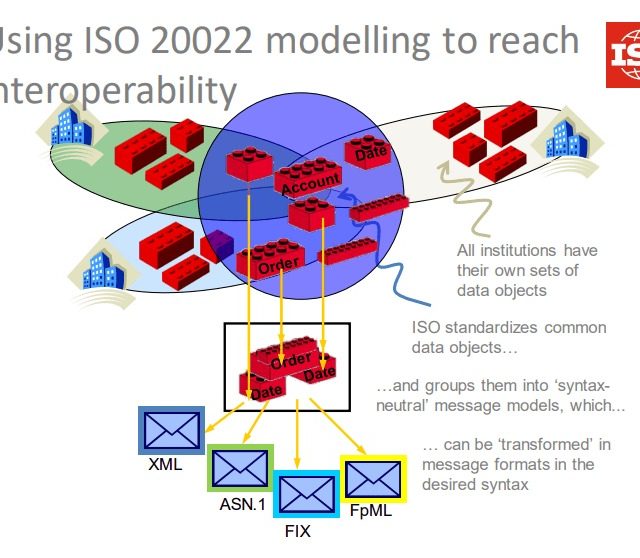 Using ISO 20022 modelling to reach
nteroperability
IS
Date
Account
Order
All institutions have
their own sets of
data objects
ISO standardizes common
data objects…
Order
Date
Date
…and groups them into ‘syntax-
neutral’ message models, which...
… can be ‘transformed’ in
message formats in the
desired syntax
XML
ASN.1
FIX
FpML